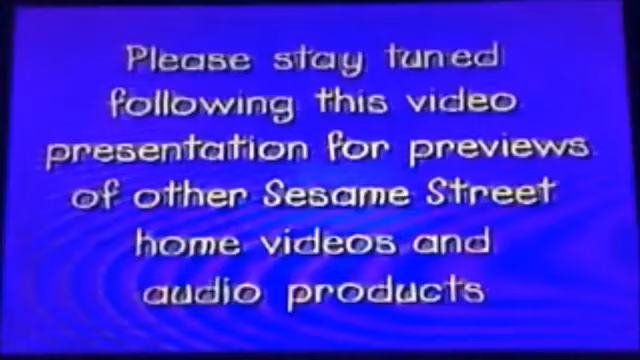 Please stay tuned
following this video
presentation for previews
of other Sesame Street
home videos and
audio products